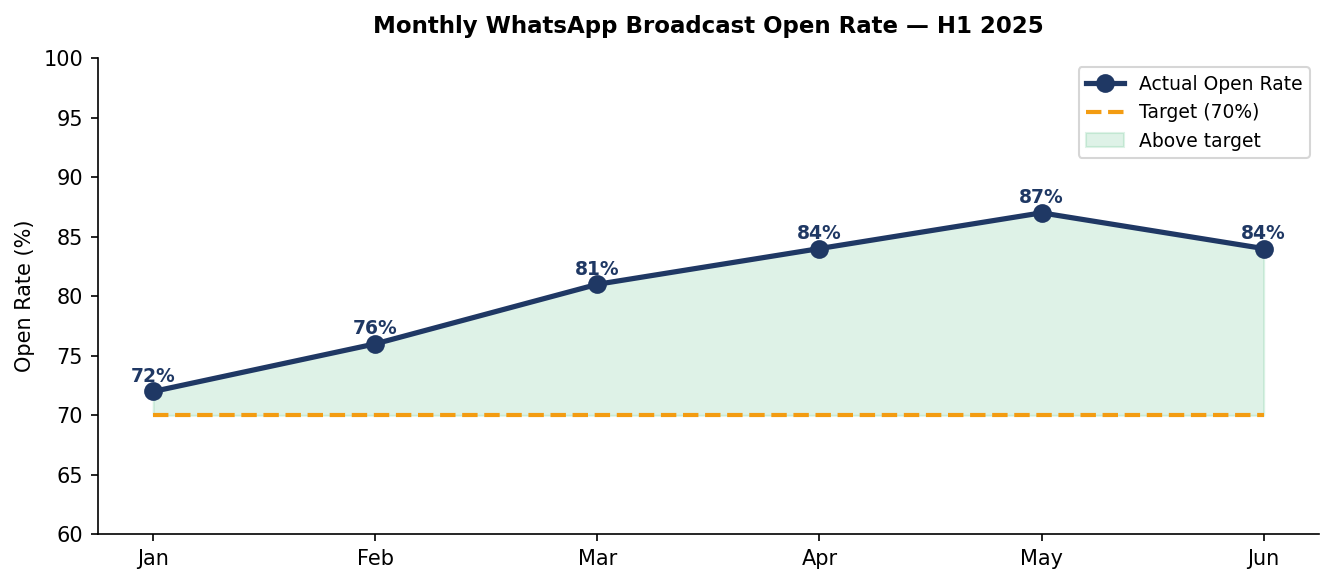 Monthly WhatsApp Broadcast Open Rate — H1 2025
Open Rate (%)
100
95
90
85
80
75
70
65
60
Actual Open Rate
Target (70%)
Above target
72%
76%
81%
84%
87%
84%
Jan Feb Mar Apr May Jun